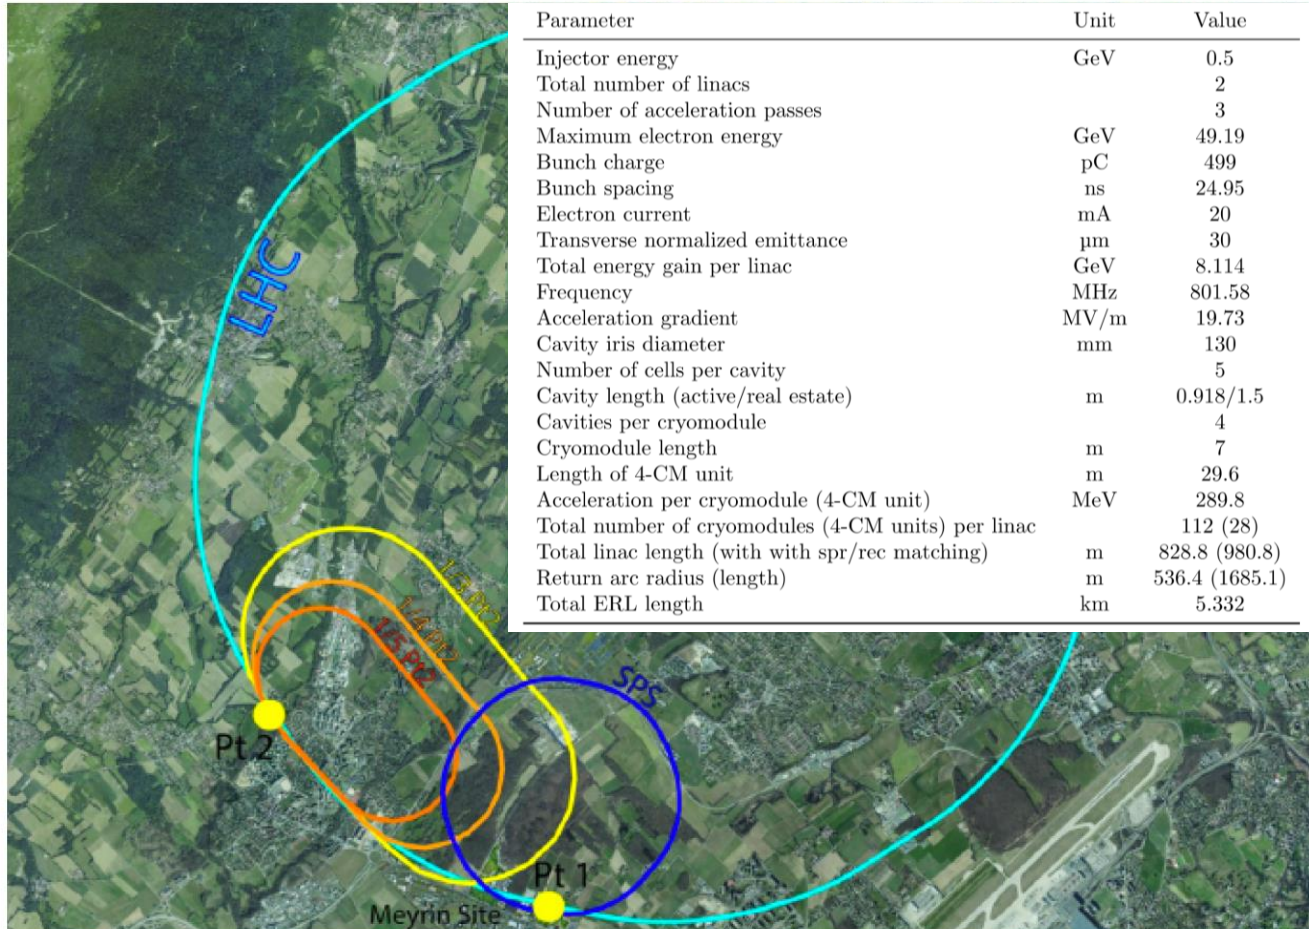 Parameter Unit Value
Injector energy GeV 0.5
Total number of linacs 2
Number of acceleration passes 3
Maximum electron energy GeV 49.19
Bunch charge pC 499
Bunch spacing ns 24.95
Electron current mA 20
Transverse normalized emittance µm 30
Total energy gain per linac GeV 8.114
Frequency MHz 801.58
Acceleration gradient MV/m 19.73
Cavity iris diameter mm 130
Number of cells per cavity 5
Cavity length (active/real estate) m 0.918/1.5
Cavities per cryomodule 4
Cryomodule length m 7
Length of 4-CM unit m 29.6
Acceleration per cryomodule (4-CM unit) MeV 289.8
Total number of cryomodules (4-CM units) per linac 112 (28)
Total linac length (with with spr/rec matching) m 828.8 (980.8)
Return arc radius (length) m 536.4 (1685.1)
Total ERL length km 5.332
LHC
1/3 Pt2
1/4 Pt2
1/5 Pt2
SPS
Pt 2
Pt 1
Meyrin Site